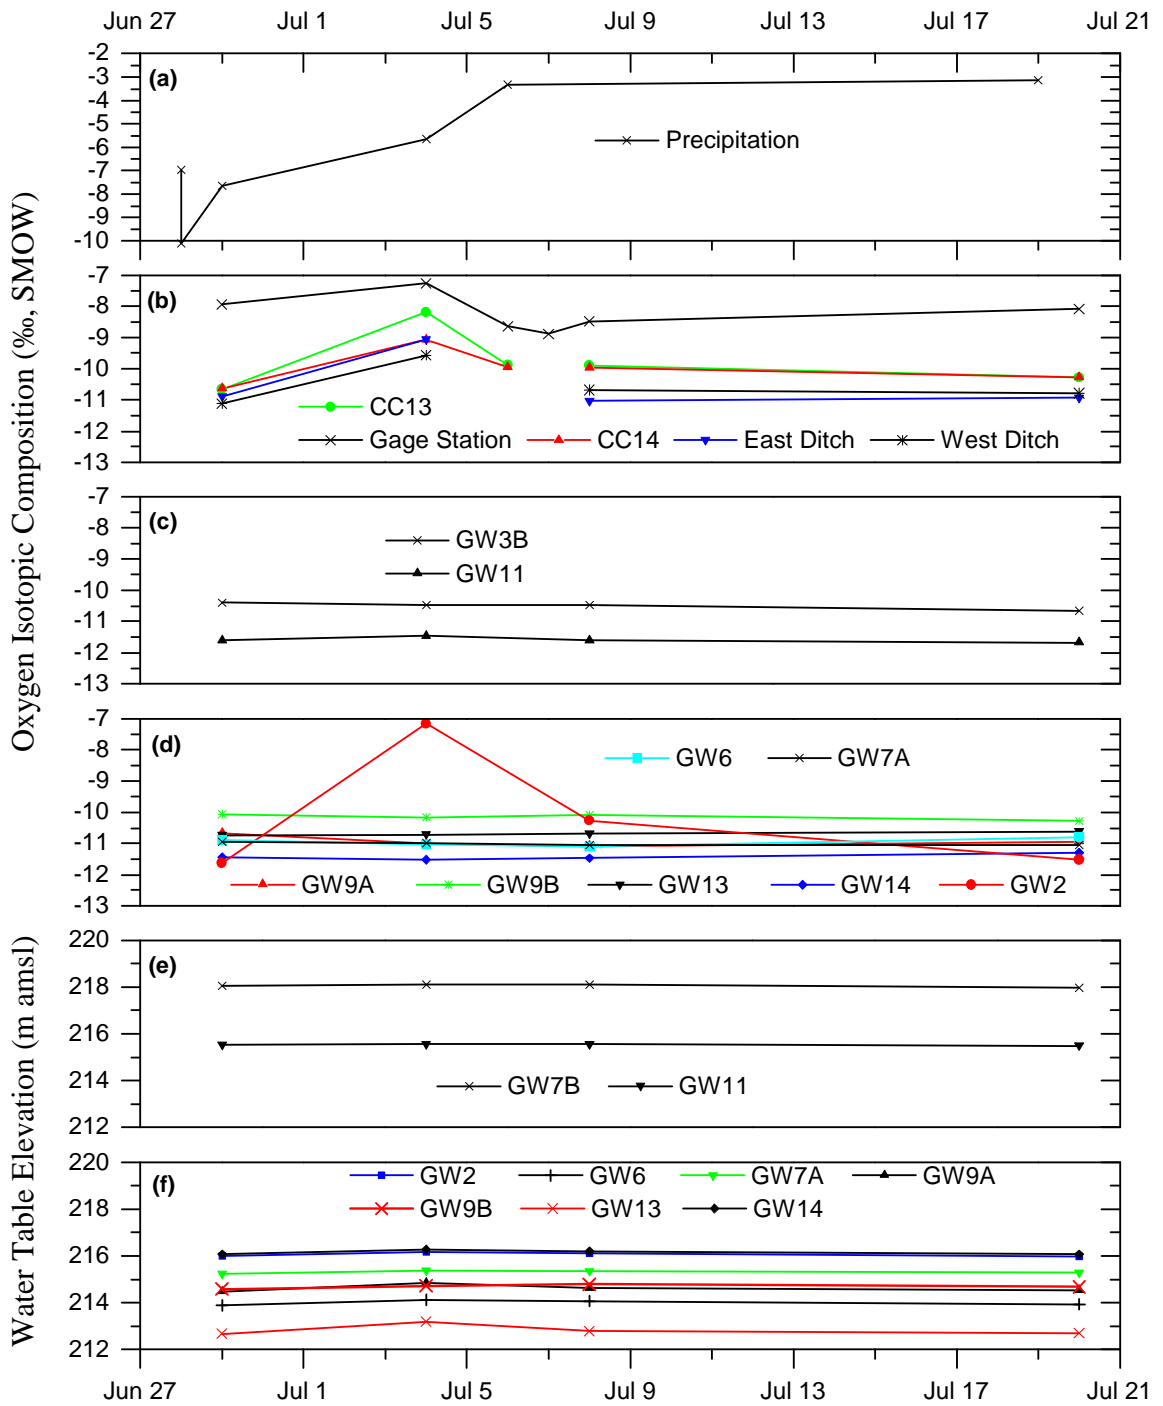 Jun 27 Jul 1 Jul 5 Jul 9 Jul 13 Jul 17 Jul 21
Oxygen Isotopic Composition (‰, SMOW)
-2
(a)
-3
-4
-5
Precipitation
-6
-7
-8
-9
-10
-7
(b)
-8
-9
-10
-11
CC13
-12
Gage Station CC14 East Ditch West Ditch
-13
-7
(c)
-8
GW3B
-9
GW11
-10
-11
-12
-13
-7
(d)
-8
GW6 GW7A
-9
-10
-11
-12
GW9A GW9B GW13 GW14 GW2
-13
Water Table Elevation (m amsl)
220
(e)
218
216
214
GW7B GW11
212
220
GW2 GW6 GW7A GW9A
(f)
218
GW9B GW13 GW14
216
214
212
Jun 27 Jul 1 Jul 5 Jul 9 Jul 13 Jul 17 Jul 21